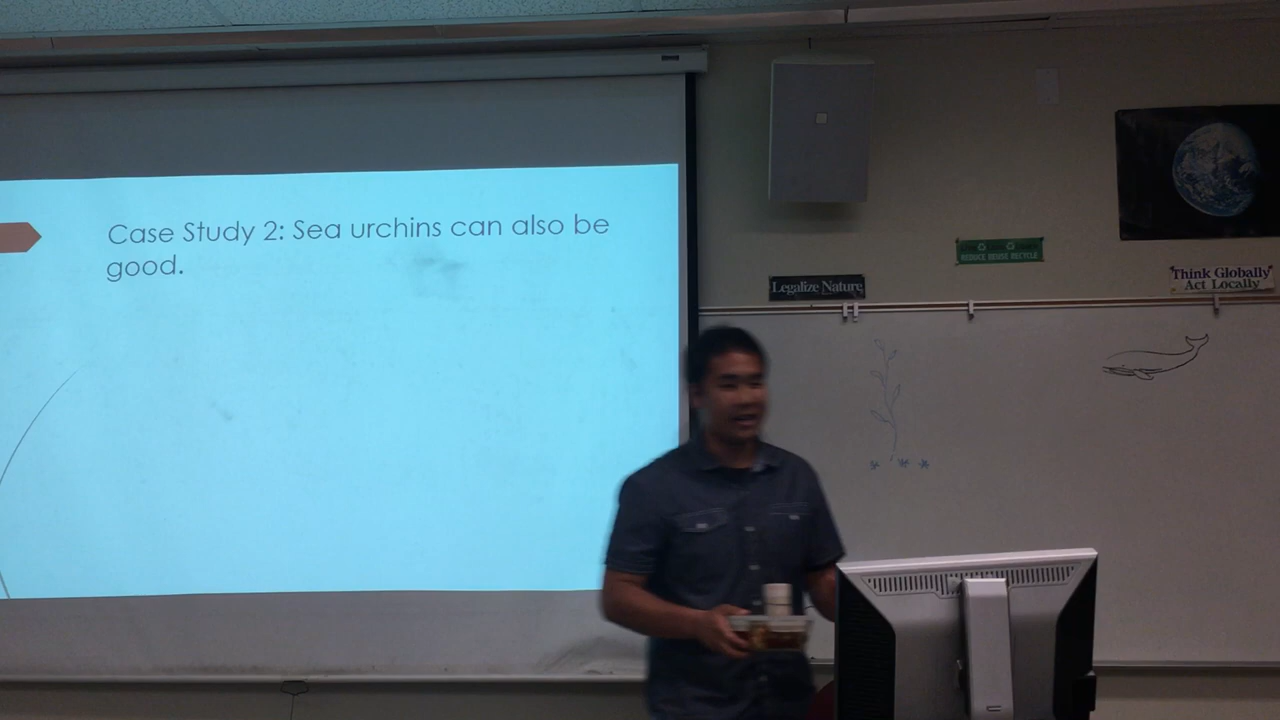 Case Study 2: Sea urchins can also be
good.
Legalize Nature
REDUCE REUSE RECYCLE
Think Globally
Act Locally